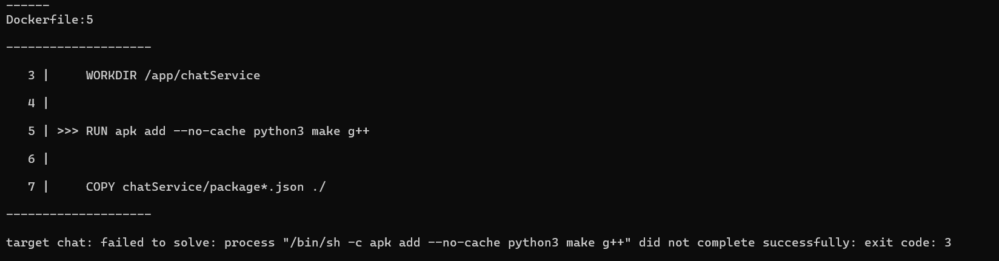 ------
Dockerfile:5
--------------------
   3 |     WORKDIR /app/chatService
   4 |
   5 | >>> RUN apk add --no-cache python3 make g++
   6 |
   7 |     COPY chatService/package*.json ./
--------------------
target chat: failed to solve: process "/bin/sh -c apk add --no-cache python3 make g++" did not complete successfully: exit code: 3